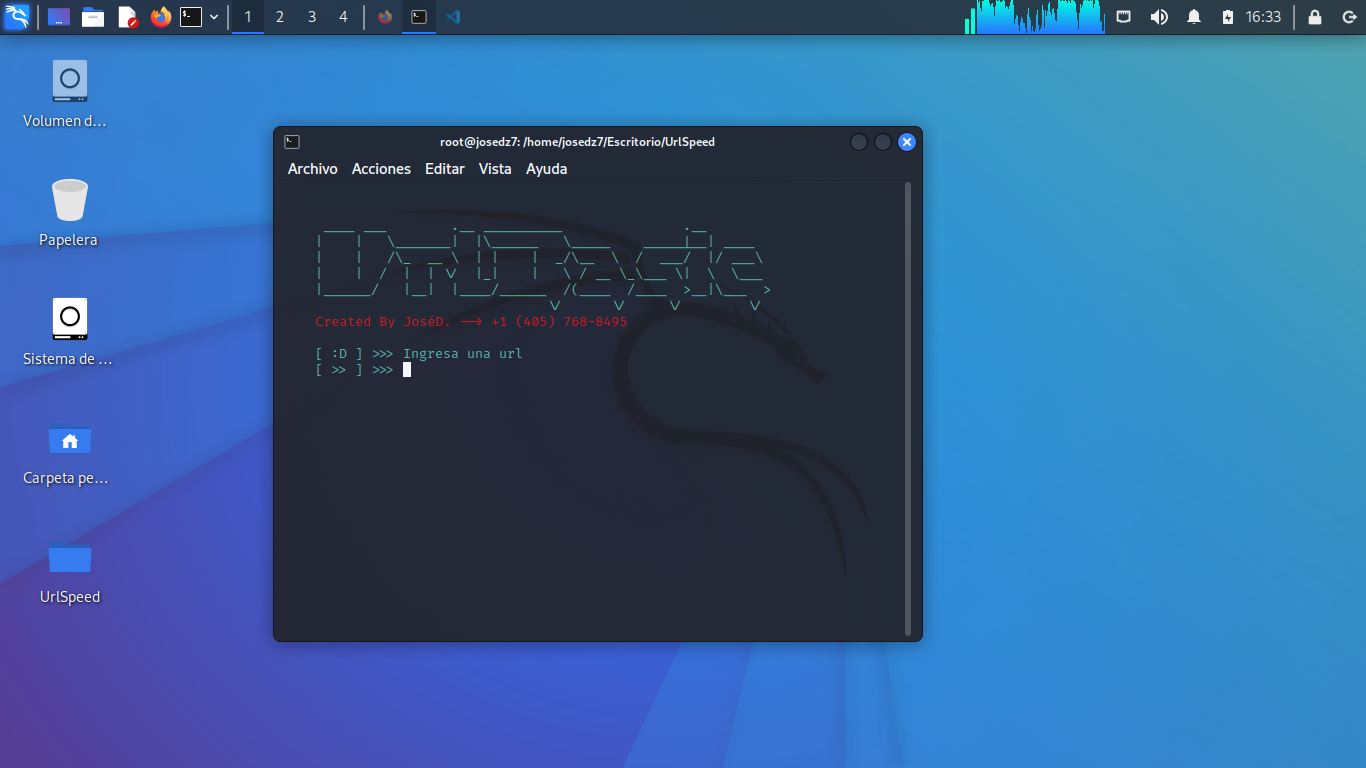 1 2 3 4 16:33
Volumen d...
Papelera
Sistema de ...
Carpeta pe...
UrlSpeed
root@josedz7: /home/josedz7/Escritorio/UrlSpeed
Archivo Acciones Editar Vista Ayuda
Created By JoséD. --> +1 (405) 768-8495
[ :D ] >>> Ingresa una url
[ >> ] >>>